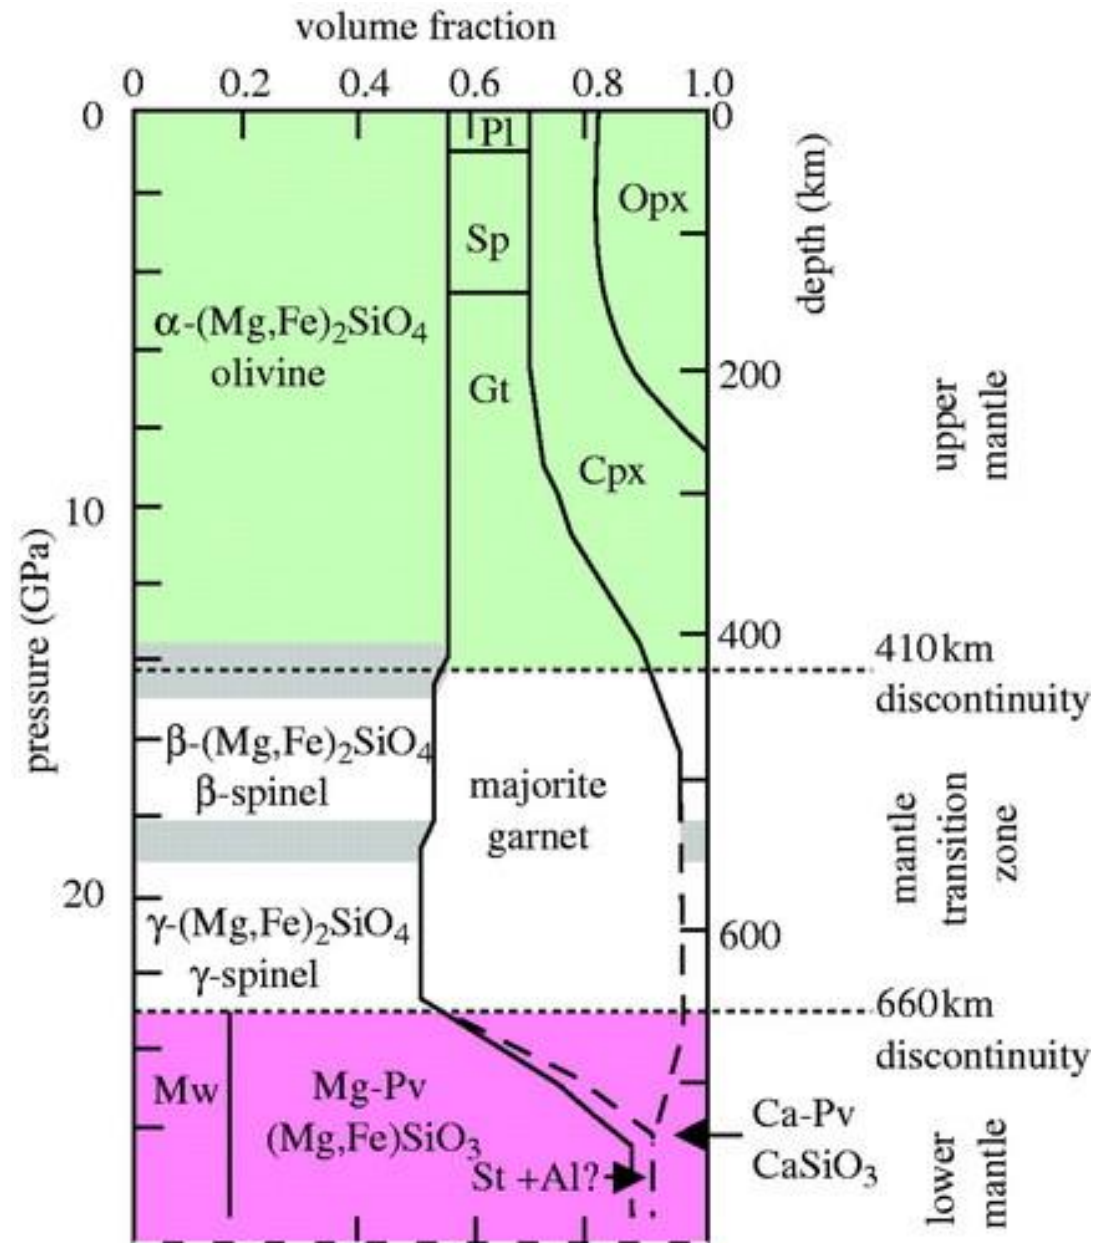 volume fraction
0 0.2 0.4 0.6 0.8 1.0
0 0
Pl
Opx
depth (km)
Sp
α-(Mg,Fe)₂SiO₄
olivine
200
Gt
upper
mantle
Cpx
10
pressure (GPa)
400
410km
discontinuity
β-(Mg,Fe)₂SiO₄
β-spinel
majorite
garnet
mantle
transition
zone
20
γ-(Mg,Fe)₂SiO₄
γ-spinel
600
660km
discontinuity
Mw
Mg-Pv
(Mg,Fe)SiO₃
Ca-Pv
CaSiO₃
St +Al?
lower
mantle